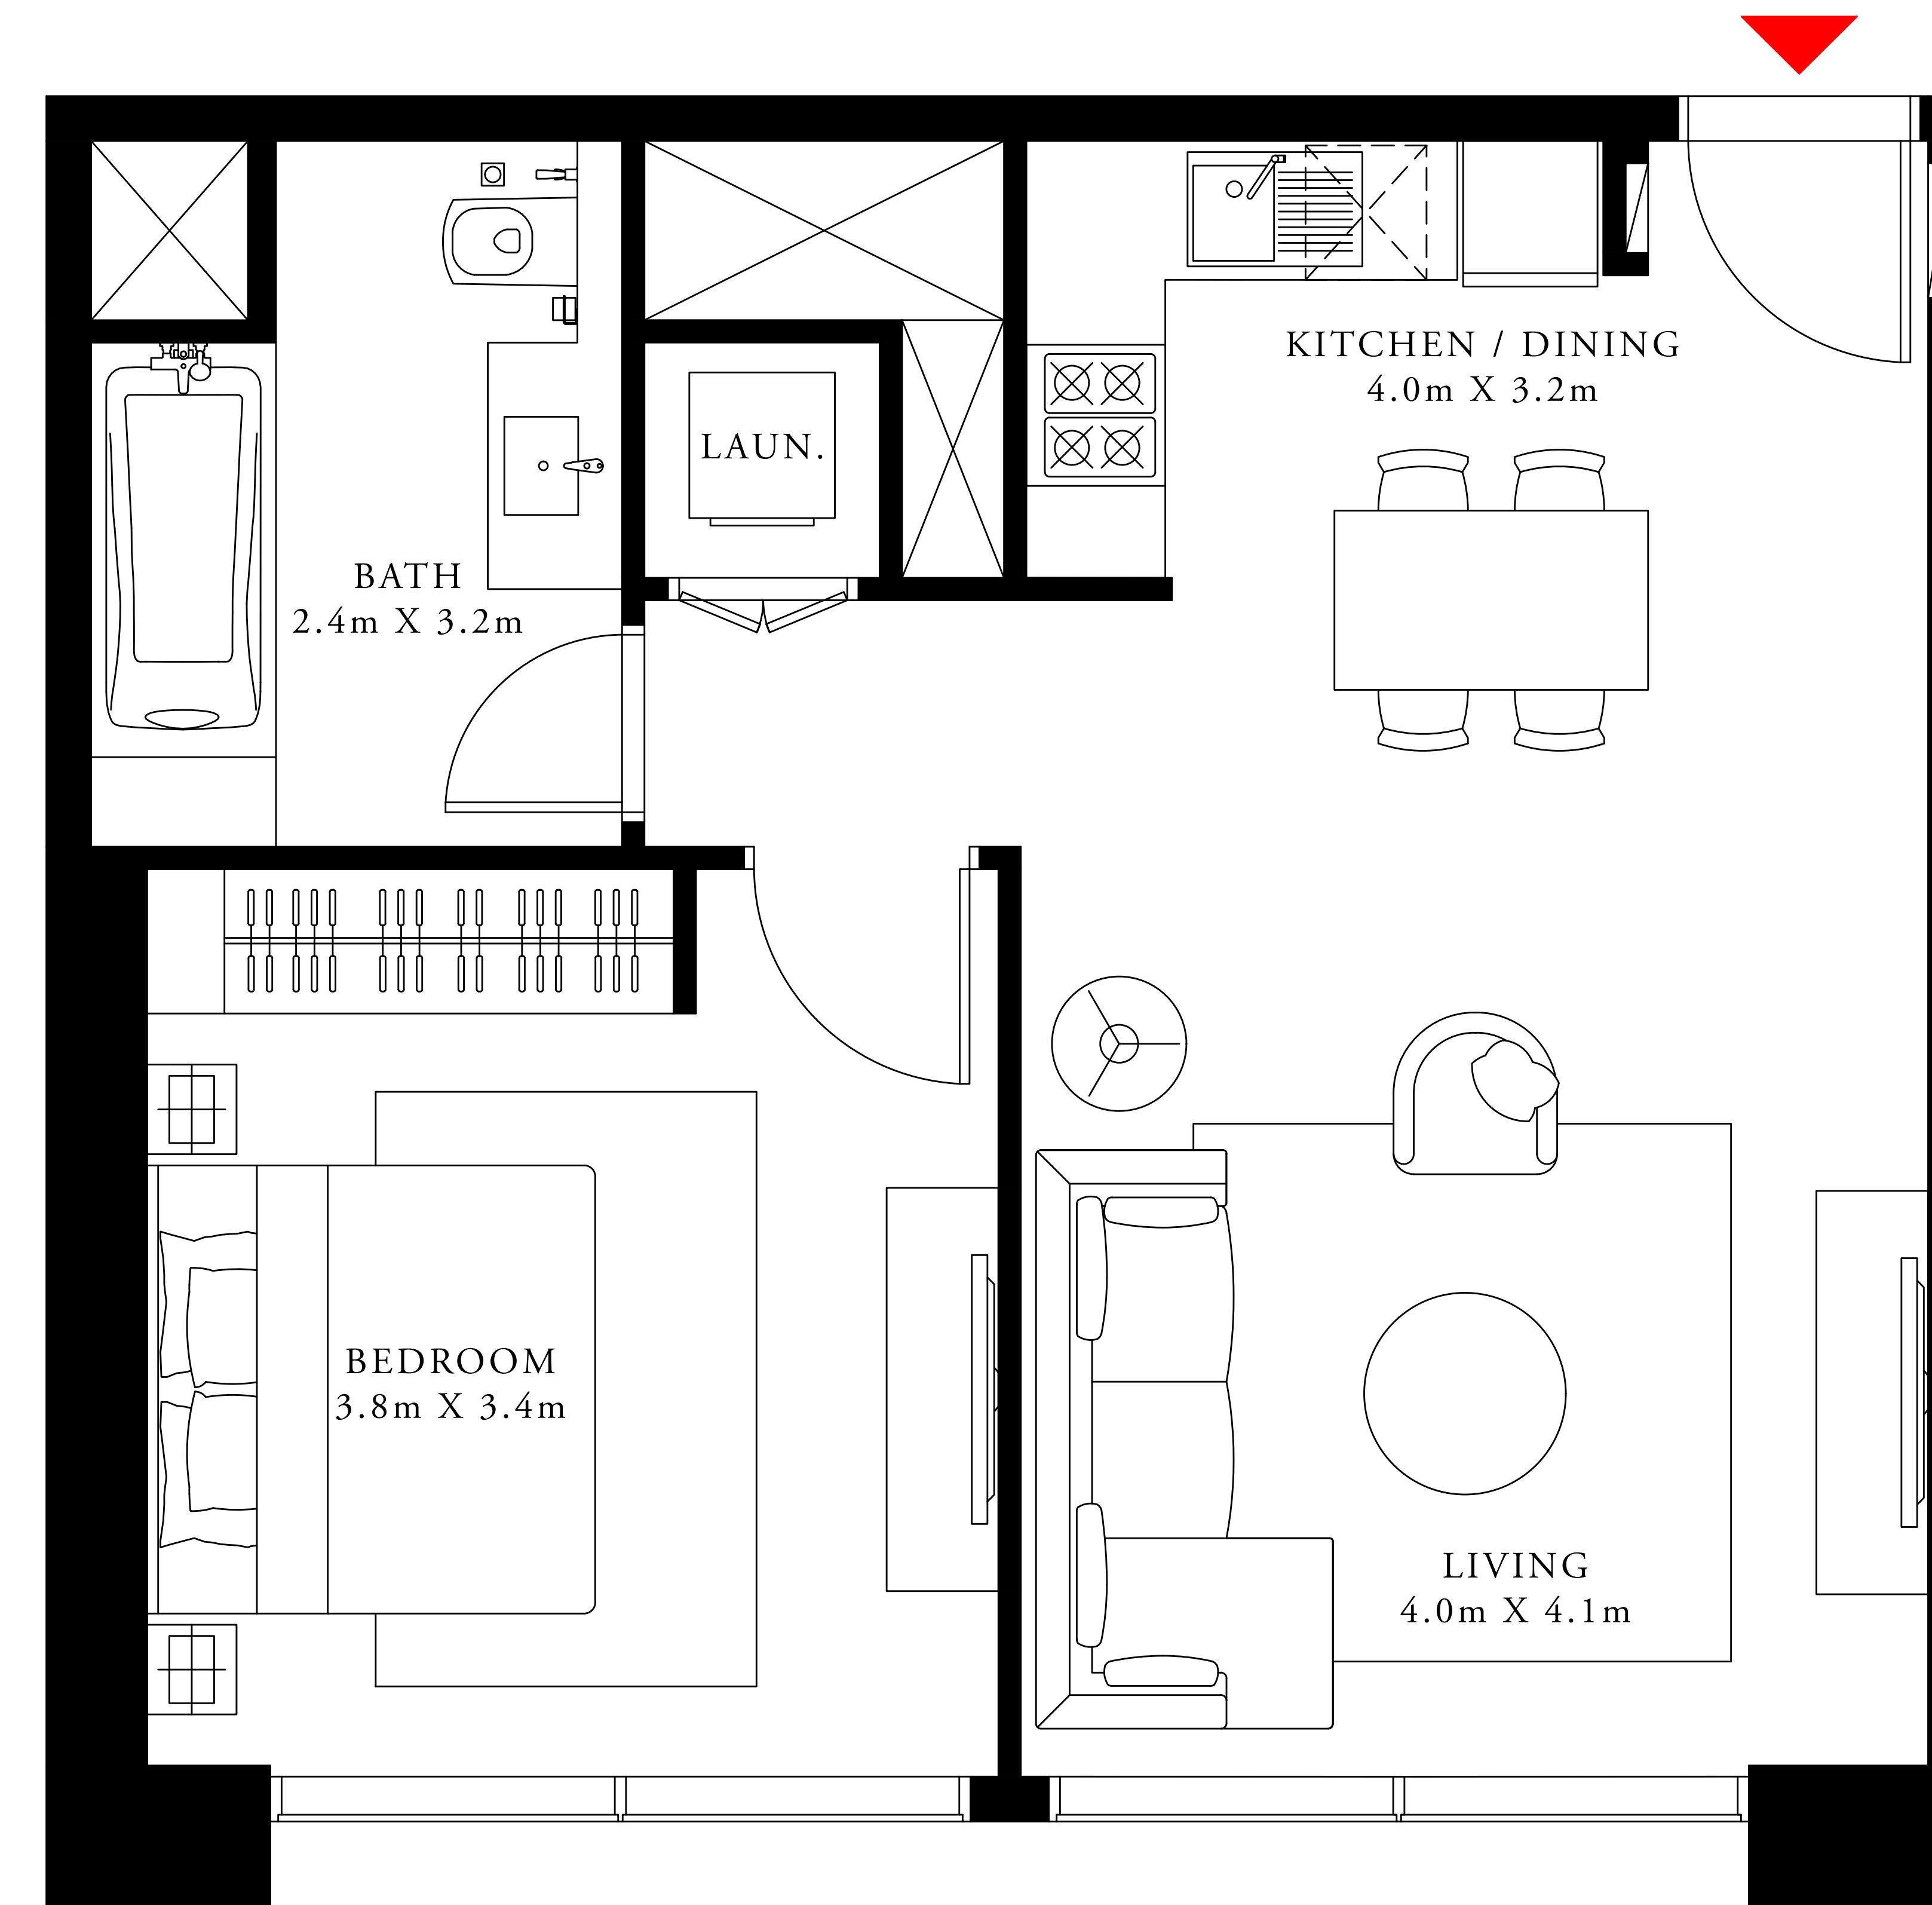 KITCHEN / DINING
4.0m X 3.2m
LAUN.
BATH
2.4m X 3.2m
BEDROOM
3.8m X 3.4m
LIVING
4.0m X 4.1m